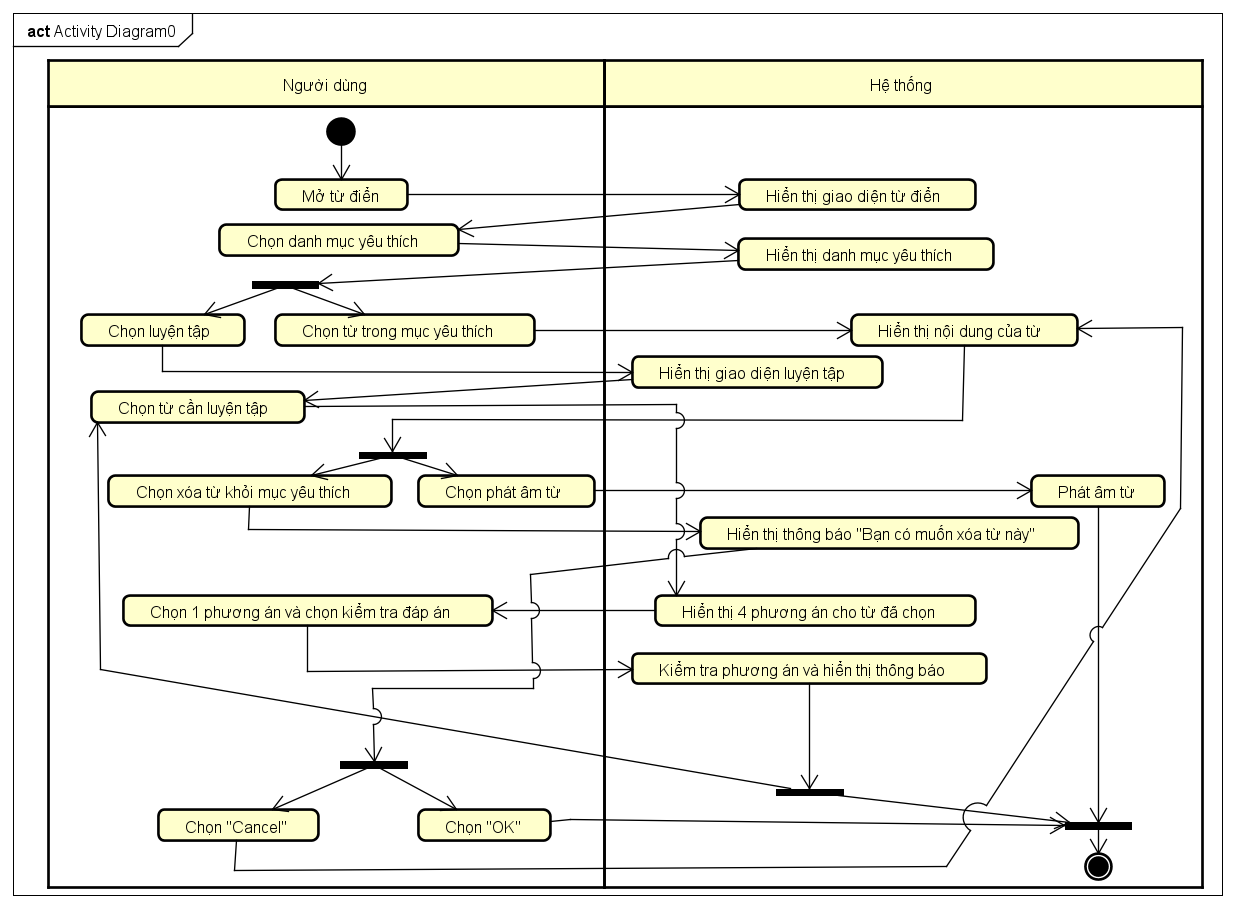 act Activity Diagram0
Người dùng
Hệ thống
Mở từ điển
Hiển thị giao diện từ điển
Chọn danh mục yêu thích
Hiển thị danh mục yêu thích
Chọn luyện tập
Chọn từ trong mục yêu thích
Hiển thị nội dung của từ
Hiển thị giao diện luyện tập
Chọn từ cần luyện tập
Chọn xóa từ khỏi mục yêu thích
Chọn phát âm từ
Phát âm từ
Hiển thị thông báo "Bạn có muốn xóa từ này"
Chọn 1 phương án và chọn kiểm tra đáp án
Hiển thị 4 phương án cho từ đã chọn
Kiểm tra phương án và hiển thị thông báo
Chọn "Cancel"
Chọn "OK"